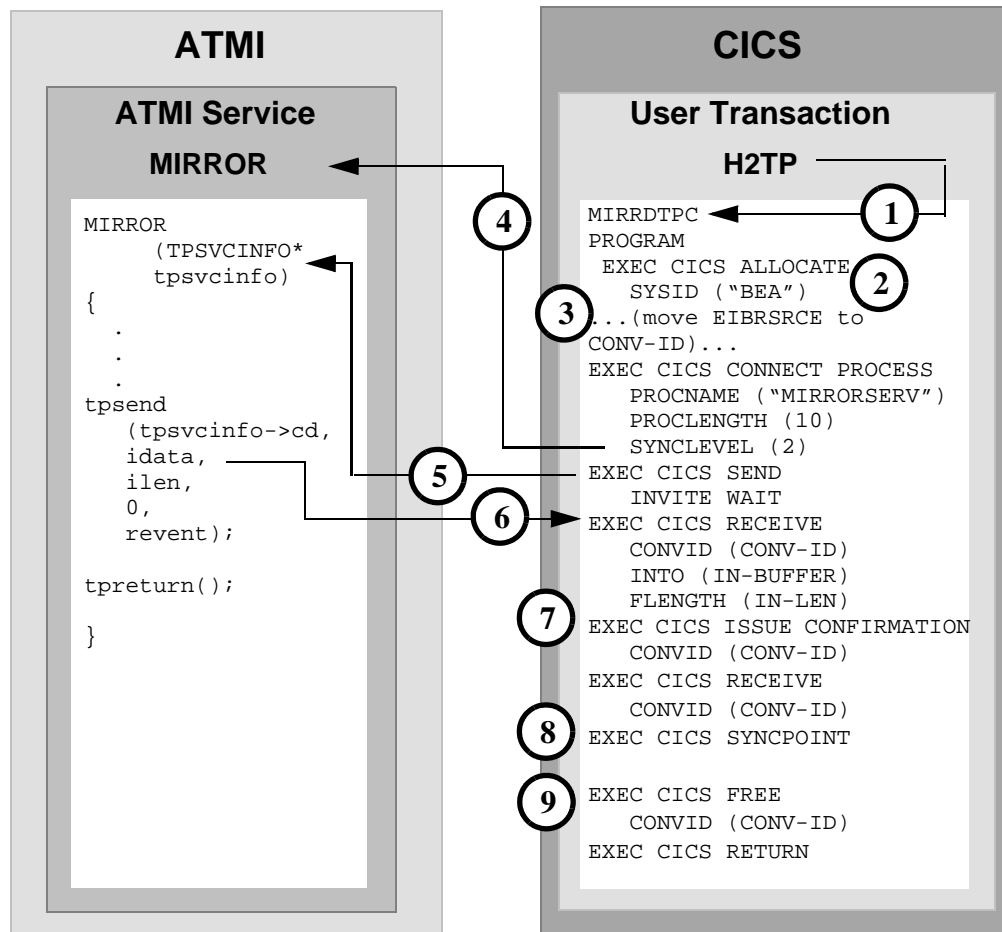 ATMI
ATMI Service
MIRROR
MIRROR
(TPSVCINFO*
tpsvcinfo)
{
.
.
.
tpsend
(tpsvcinfo->cd,
idata,
ilen,
0,
revent);
tpreturn();
}
4
5
6
CICS
User Transaction
H2TP
1
MIRRDTPC
PROGRAM
EXEC CICS ALLOCATE
2
SYSID (“BEA”)
3
...(move EIBRSRCE to
CONV-ID)...
EXEC CICS CONNECT PROCESS
PROCNAME (“MIRRORSERV”)
PROCLENGTH (10)
SYNCLEVEL (2)
EXEC CICS SEND
INVITE WAIT
EXEC CICS RECEIVE
CONVID (CONV-ID)
INTO (IN-BUFFER)
FLENGTH (IN-LEN)
7
EXEC CICS ISSUE CONFIRMATION
CONVID (CONV-ID)
EXEC CICS RECEIVE
CONVID (CONV-ID)
8
EXEC CICS SYNCPOINT
9
EXEC CICS FREE
CONVID (CONV-ID)
EXEC CICS RETURN